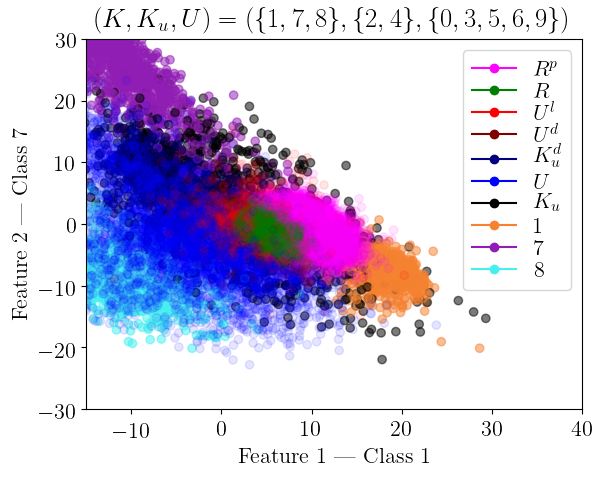 (K, K_u, U) = ({1, 7, 8}, {2, 4}, {0, 3, 5, 6, 9})
30
20
10
0
−10
−20
−30
Feature 2 — Class 7
R^p
R
U^l
U^d
K_u^d
U
K_u
1
7
8
−10 0 10 20 30 40
Feature 1 — Class 1